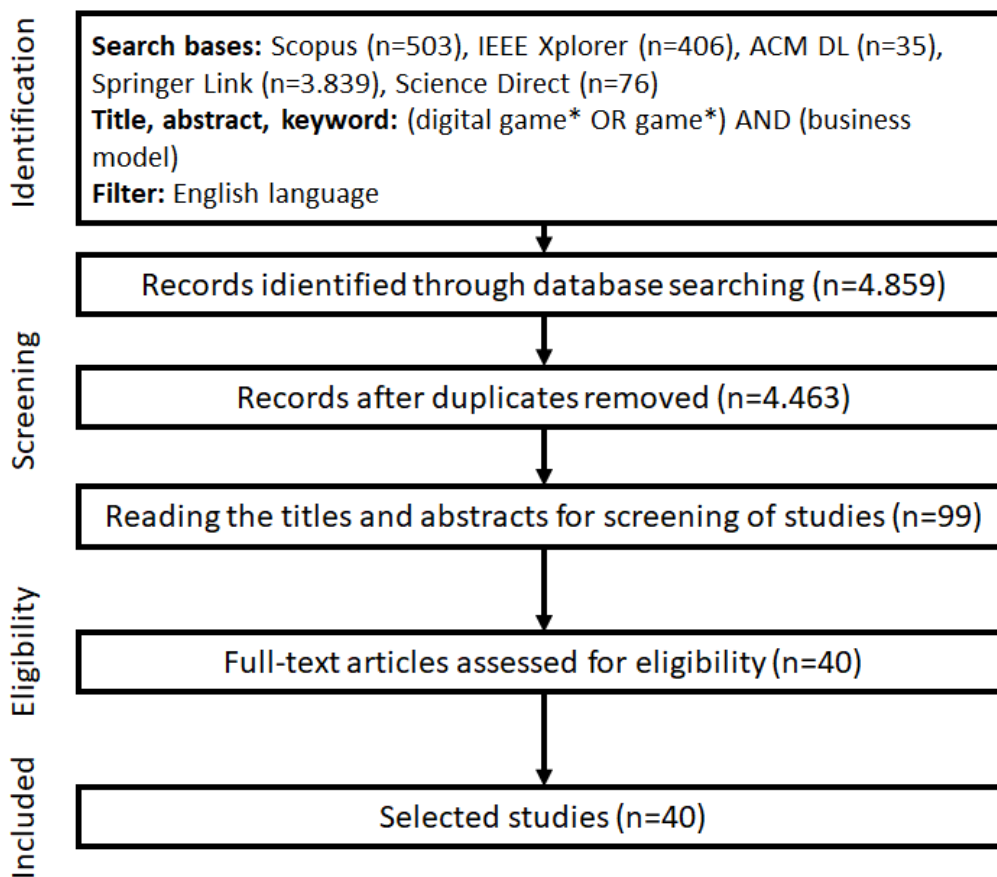 Identification
Search bases: Scopus (n=503), IEEE Xplorer (n=406), ACM DL (n=35),
Springer Link (n=3.839), Science Direct (n=76)
Title, abstract, keyword: (digital game* OR game*) AND (business
model)
Filter: English language
Records idientified through database searching (n=4.859)
Screening
Records after duplicates removed (n=4.463)
Reading the titles and abstracts for screening of studies (n=99)
Eligibility
Full-text articles assessed for eligibility (n=40)
Included
Selected studies (n=40)